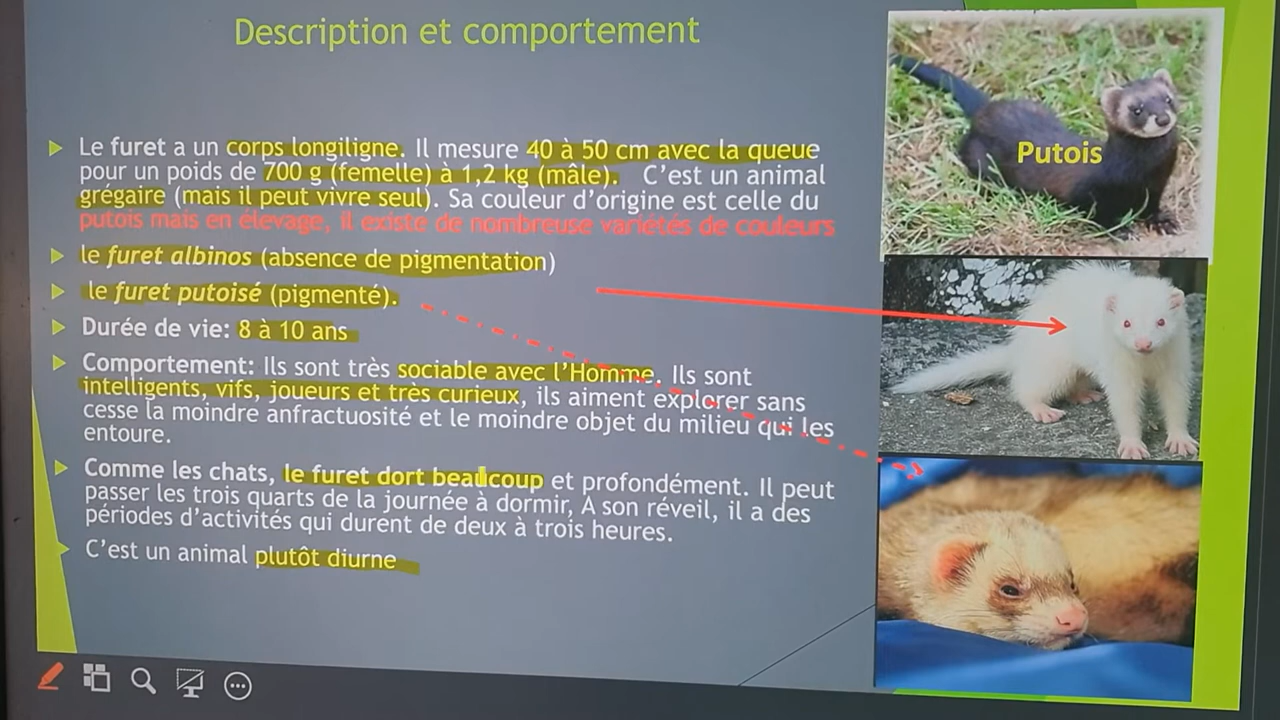 Description et comportement
Le furet a un corps longiligne. Il mesure 40 à 50 cm avec la queue
pour un poids de 700 g (femelle) à 1,2 kg (mâle). C'est un animal
grégaire (mais il peut vivre seul). Sa couleur d'origine est celle du
putois mais en élevage, il existe de nombreuse variétés de couleurs
le furet albinos (absence de pigmentation)
le furet putoisé (pigmenté).
Durée de vie: 8 à 10 ans
Comportement: Ils sont très sociable avec l'Homme. Ils sont
intelligents, vifs, joueurs et très curieux, ils aiment explorer sans
cesse la moindre anfractuosité et le moindre objet du milieu qui les
entoure.
Comme les chats, le furet dort beaucoup et profondément. Il peut
passer les trois quarts de la journée à dormir, A son réveil, il a des
périodes d'activités qui durent de deux à trois heures.
C'est un animal plutôt diurne
Putois